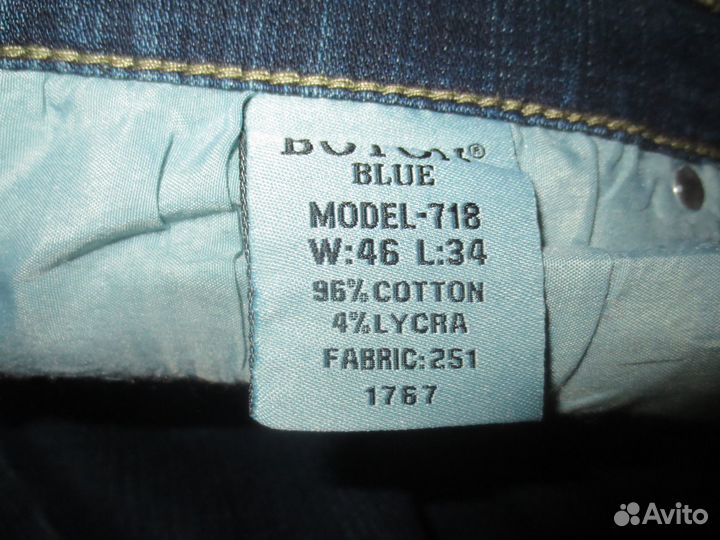 BLUE
MODEL-718
W:46 L:34
96% COTTON
4% LYCRA
FABRIC:251
1767
Avito